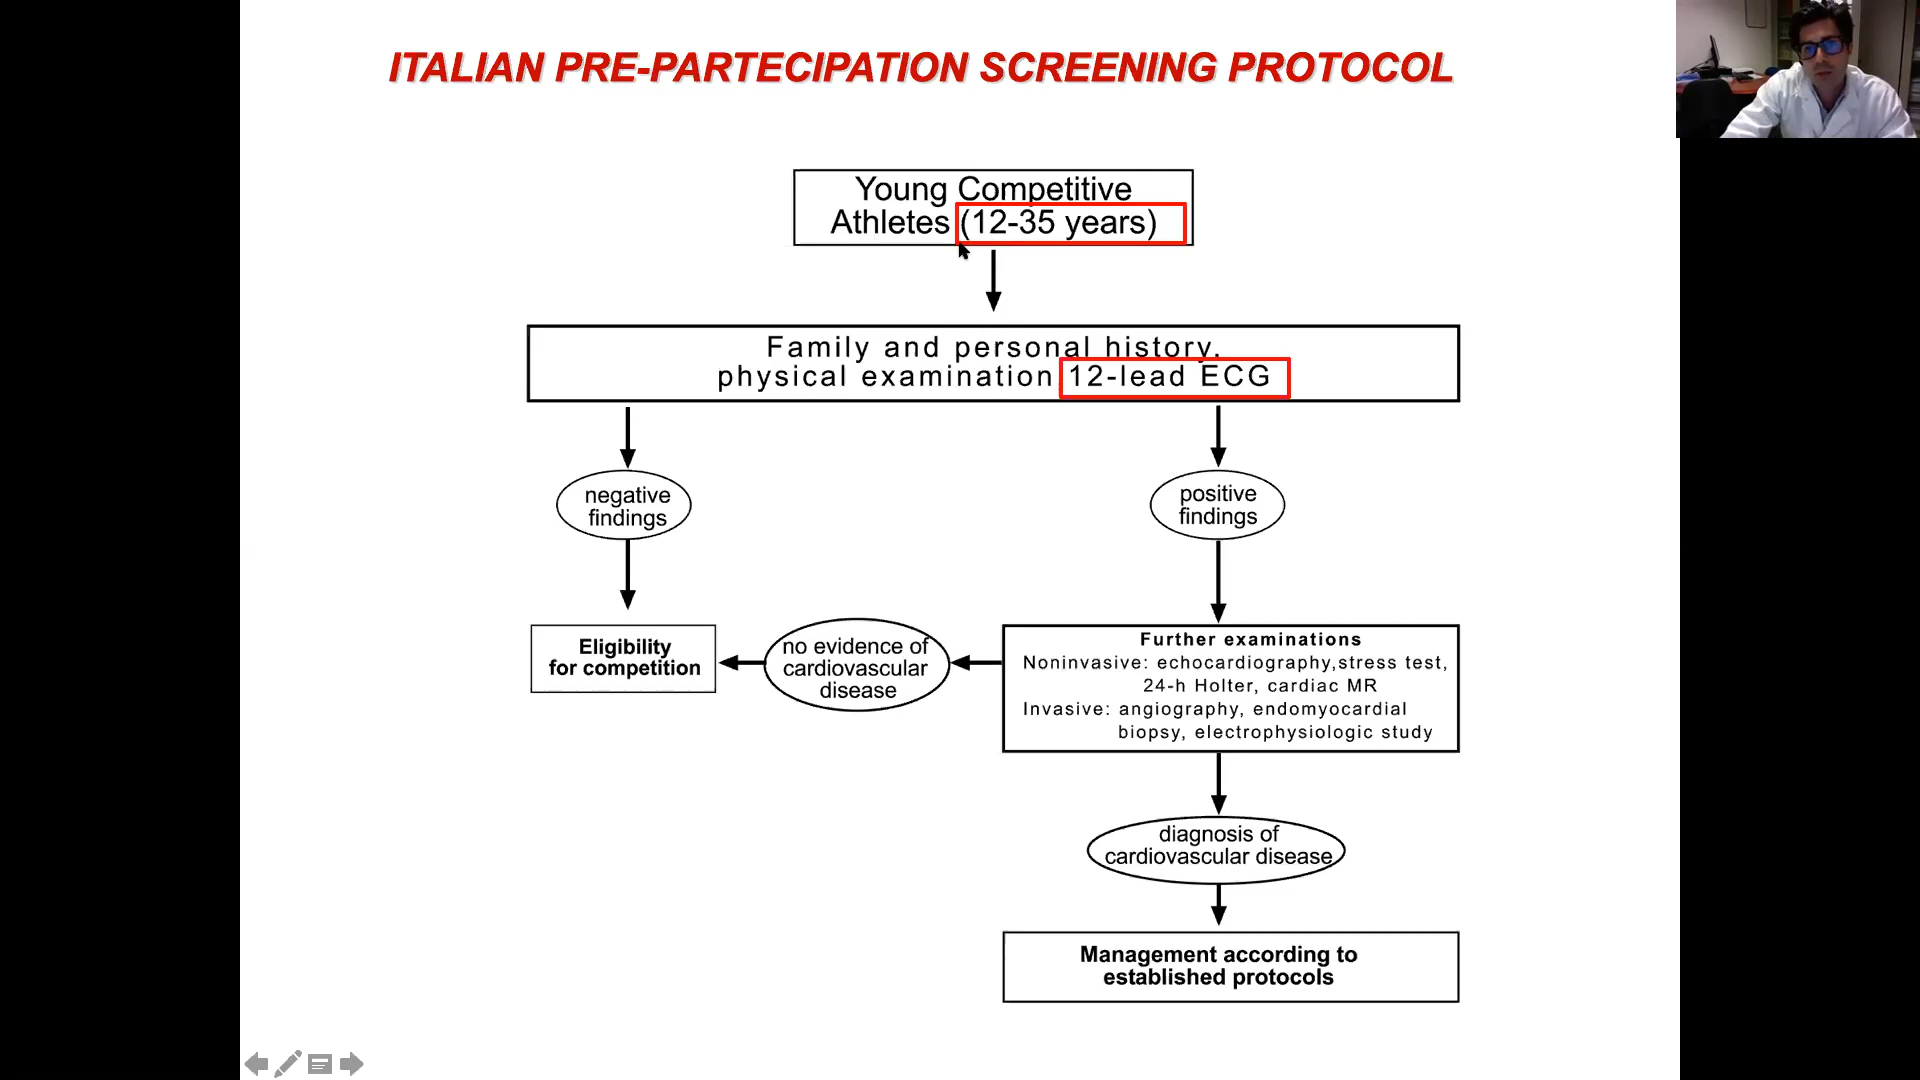 ITALIAN PRE-PARTECIPATION SCREENING PROTOCOL
Young Competitive
Athletes (12-35 years)
Family and personal history,
physical examination 12-lead ECG
negative
findings
positive
findings
Eligibility
for competition
no evidence of
cardiovascular
disease
Further examinations
Noninvasive: echocardiography,stress test,
24-h Holter, cardiac MR
Invasive: angiography, endomyocardial
biopsy, electrophysiologic study
diagnosis of
cardiovascular disease
Management according to
established protocols